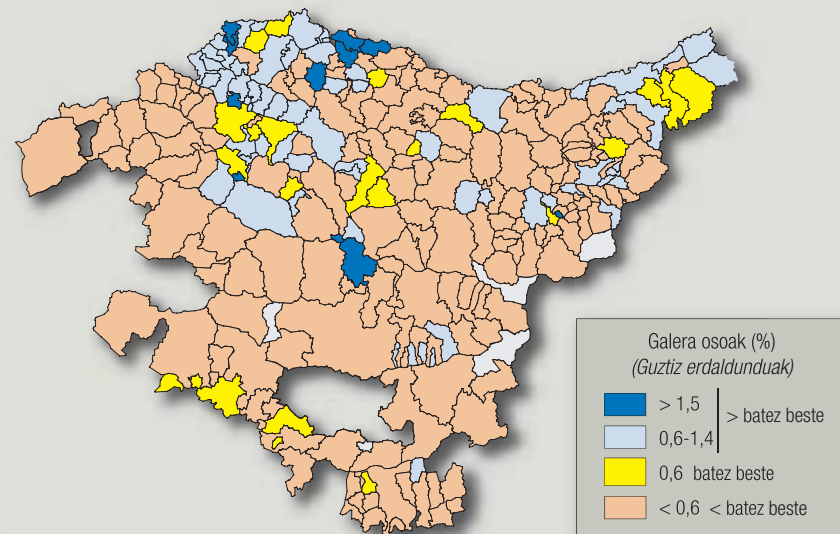 Galera osoak (%)
(Guztiz erdaldunduak)
> 1,5
> batez beste
0,6-1,4
0,6 batez beste
< 0,6 < batez beste